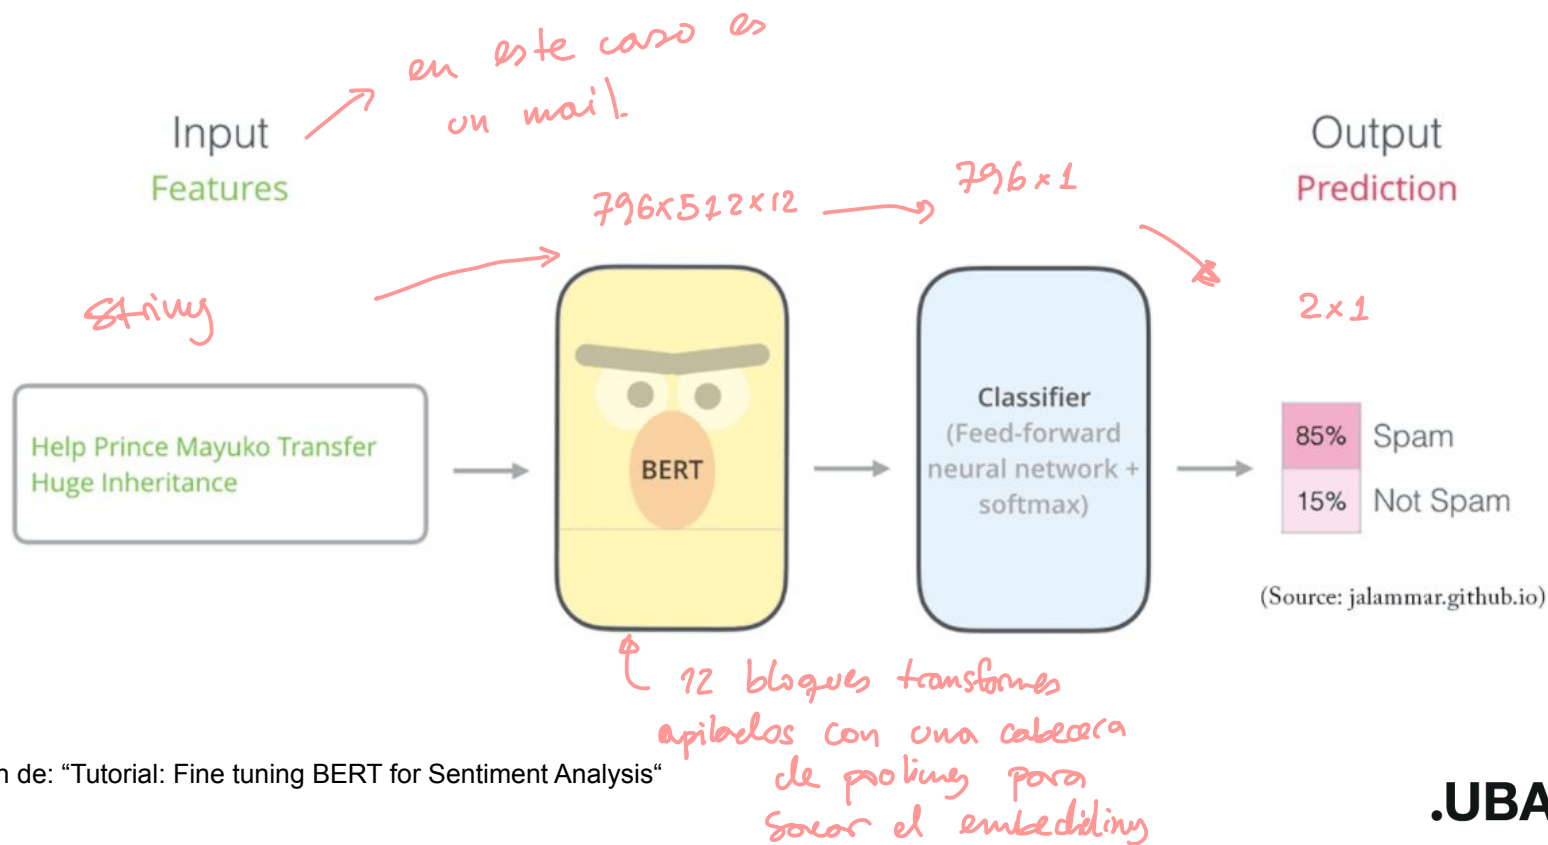 en este caso es
un mail.
Input
Features
Output
Prediction
796x512x12
796x1
2x1
String
Help Prince Mayuko Transfer
Huge Inheritance
BERT
Classifier
(Feed-forward
neural network +
softmax)
85% Spam
15% Not Spam
(Source: jalammar.github.io)
12 bloques
apilados con una cabecera
de para
sacar el embedding
n de: “Tutorial: Fine tuning BERT for Sentiment Analysis“
.UBA